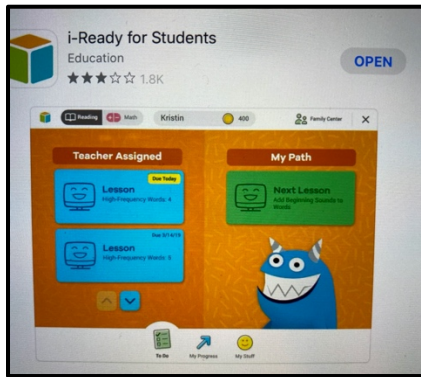 i-Ready for Students
Education
OPEN
1.8K
Reading Math Kristin 400 Family Center
Teacher Assigned
My Path
Due Today
Lesson
High-Frequency Words: 4
Next Lesson
Add Beginning Sounds to
Words
Lesson
High-Frequency Words: 5
To Do My Progress My Stuff